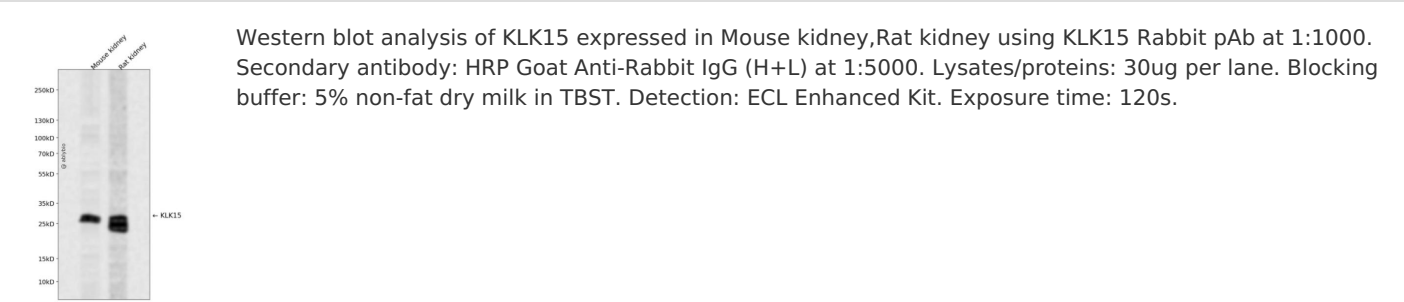 Mouse kidney
Rat kidney
Western blot analysis of KLK15 expressed in Mouse kidney,Rat kidney using KLK15 Rabbit pAb at 1:1000.
Secondary antibody: HRP Goat Anti-Rabbit IgG (H+L) at 1:5000. Lysates/proteins: 30ug per lane. Blocking
buffer: 5% non-fat dry milk in TBST. Detection: ECL Enhanced Kit. Exposure time: 120s.
250kD
130kD
100kD
70kD
55kD
35kD
← KLK15
25kD
15kD
10kD